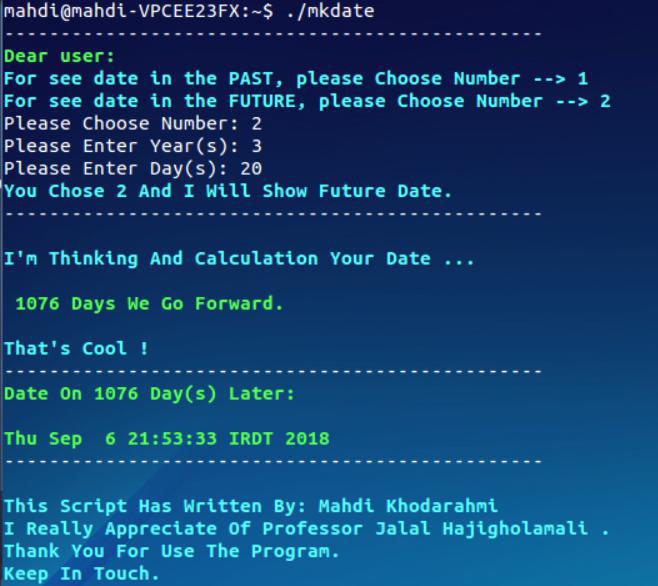 mahdi@mahdi-VPCEE23FX:~$ ./mkdate
-------------------------------------------------
Dear user:
For see date in the PAST, please Choose Number --> 1
For see date in the FUTURE, please Choose Number --> 2
Please Choose Number: 2
Please Enter Year(s): 3
Please Enter Day(s): 20
You Chose 2 And I Will Show Future Date.
-------------------------------------------------
I'm Thinking And Calculation Your Date ...
1076 Days We Go Forward.
That's Cool !
-------------------------------------------------
Date On 1076 Day(s) Later:
Thu Sep  6 21:53:33 IRDT 2018
-------------------------------------------------
This Script Has Written By: Mahdi Khodarahmi
I Really Appreciate Of Professor Jalal Hajigholamali .
Thank You For Use The Program.
Keep In Touch.